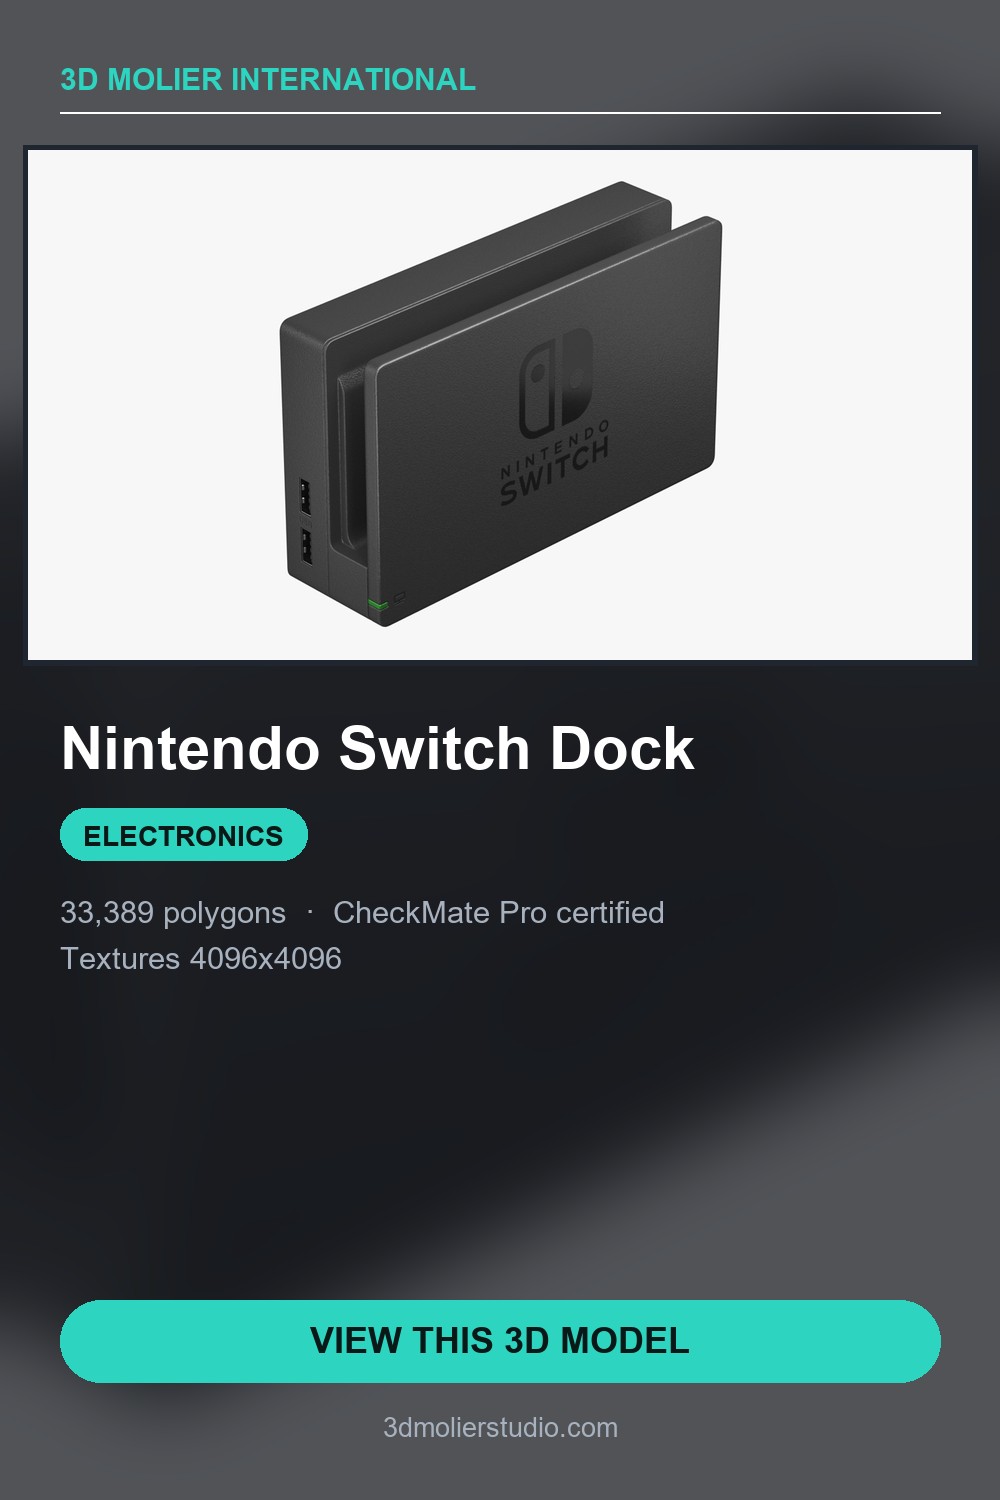 3D MOLIER INTERNATIONAL
NINTENDO
SWITCH
Nintendo Switch Dock
ELECTRONICS
33,389 polygons · CheckMate Pro certified
Textures 4096x4096
VIEW THIS 3D MODEL
3dmolierstudio.com